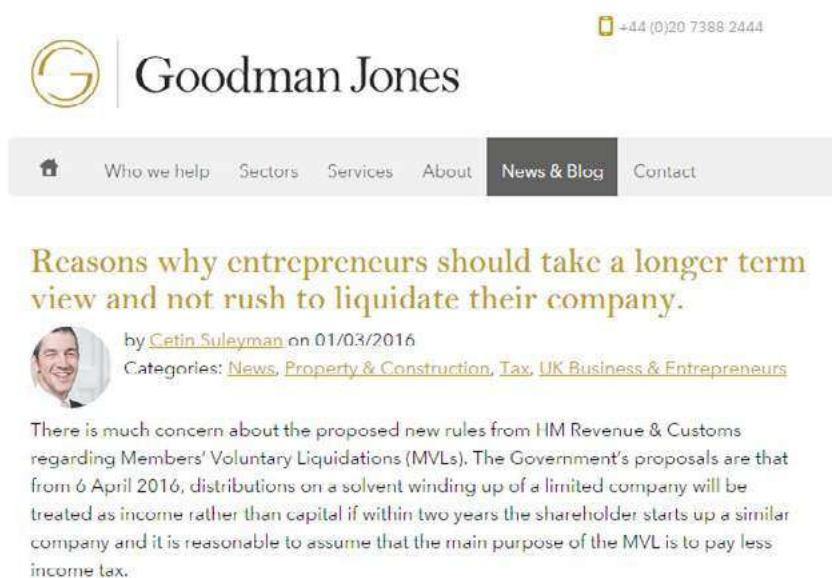 +44 (0)20 7388 2444
Goodman Jones
Who we help Sectors Services About News & Blog Contact
Reasons why entrepreneurs should take a longer term
view and not rush to liquidate their company.
by Cetin Suleyman on 01/03/2016
Categories: News, Property & Construction, Tax, UK Business & Entrepreneurs
There is much concern about the proposed new rules from HM Revenue & Customs
regarding Members' Voluntary Liquidations (MVLs). The Government's proposals are that
from 6 April 2016, distributions on a solvent winding up of a limited company will be
treated as income rather than capital if within two years the shareholder starts up a similar
company and it is reasonable to assume that the main purpose of the MVL is to pay less
income tax.